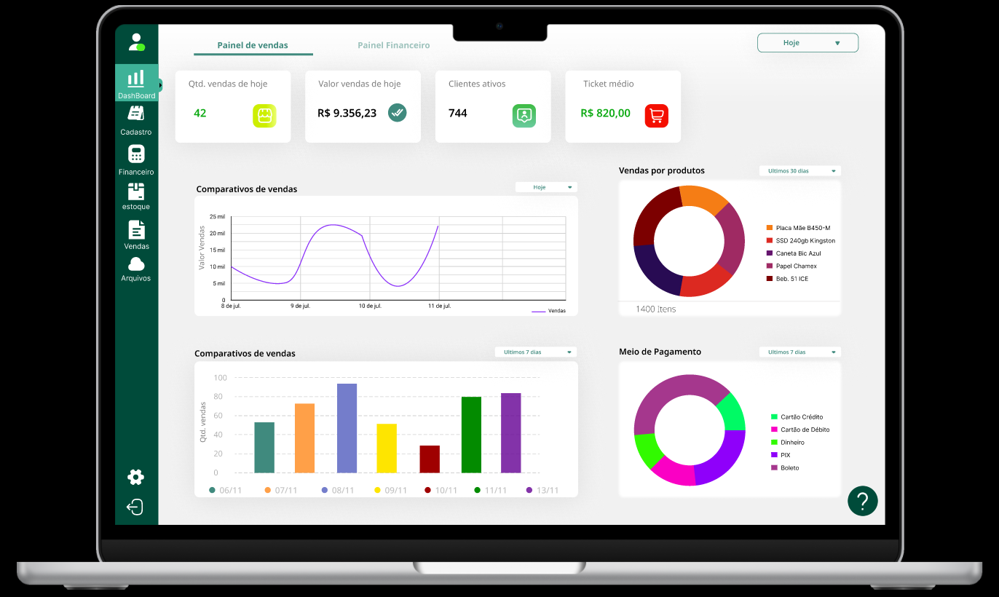 Painel de vendas
Painel Financeiro
Hoje
DashBoard
Cadastro
Financeiro
estoque
Vendas
Arquivos
Qtd. vendas de hoje
42
Valor vendas de hoje
R$ 9.356,23
Clientes ativos
744
Ticket médio
R$ 820,00
Comparativos de vendas
Hoje
Valor Vendas
25 mil
20 mil
15 mil
10 mil
5 mil
0
8 de jul.
9 de jul.
10 de jul.
11 de jul.
Vendas
Vendas por produtos
Ultimos 30 dias
Placa Mãe B450-M
SSD 240gb Kingston
Caneta Bic Azul
Papel Chamex
Beb. 51 ICE
1400 Itens
Comparativos de vendas
Ultimos 7 dias
Qtd. vendas
100
80
60
40
20
0
06/11
07/11
08/11
09/11
10/11
11/11
13/11
Meio de Pagamento
Ultimos 7 dias
Cartão Crédito
Cartão de Débito
Dinheiro
PIX
Boleto
?